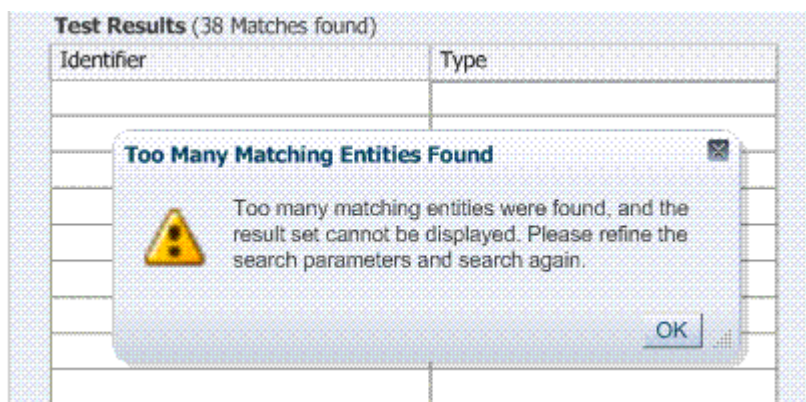 Test Results (38 Matches found)
Identifier Type
Too Many Matching Entities Found
Too many matching entities were found, and the
result set cannot be displayed. Please refine the
search parameters and search again.
OK